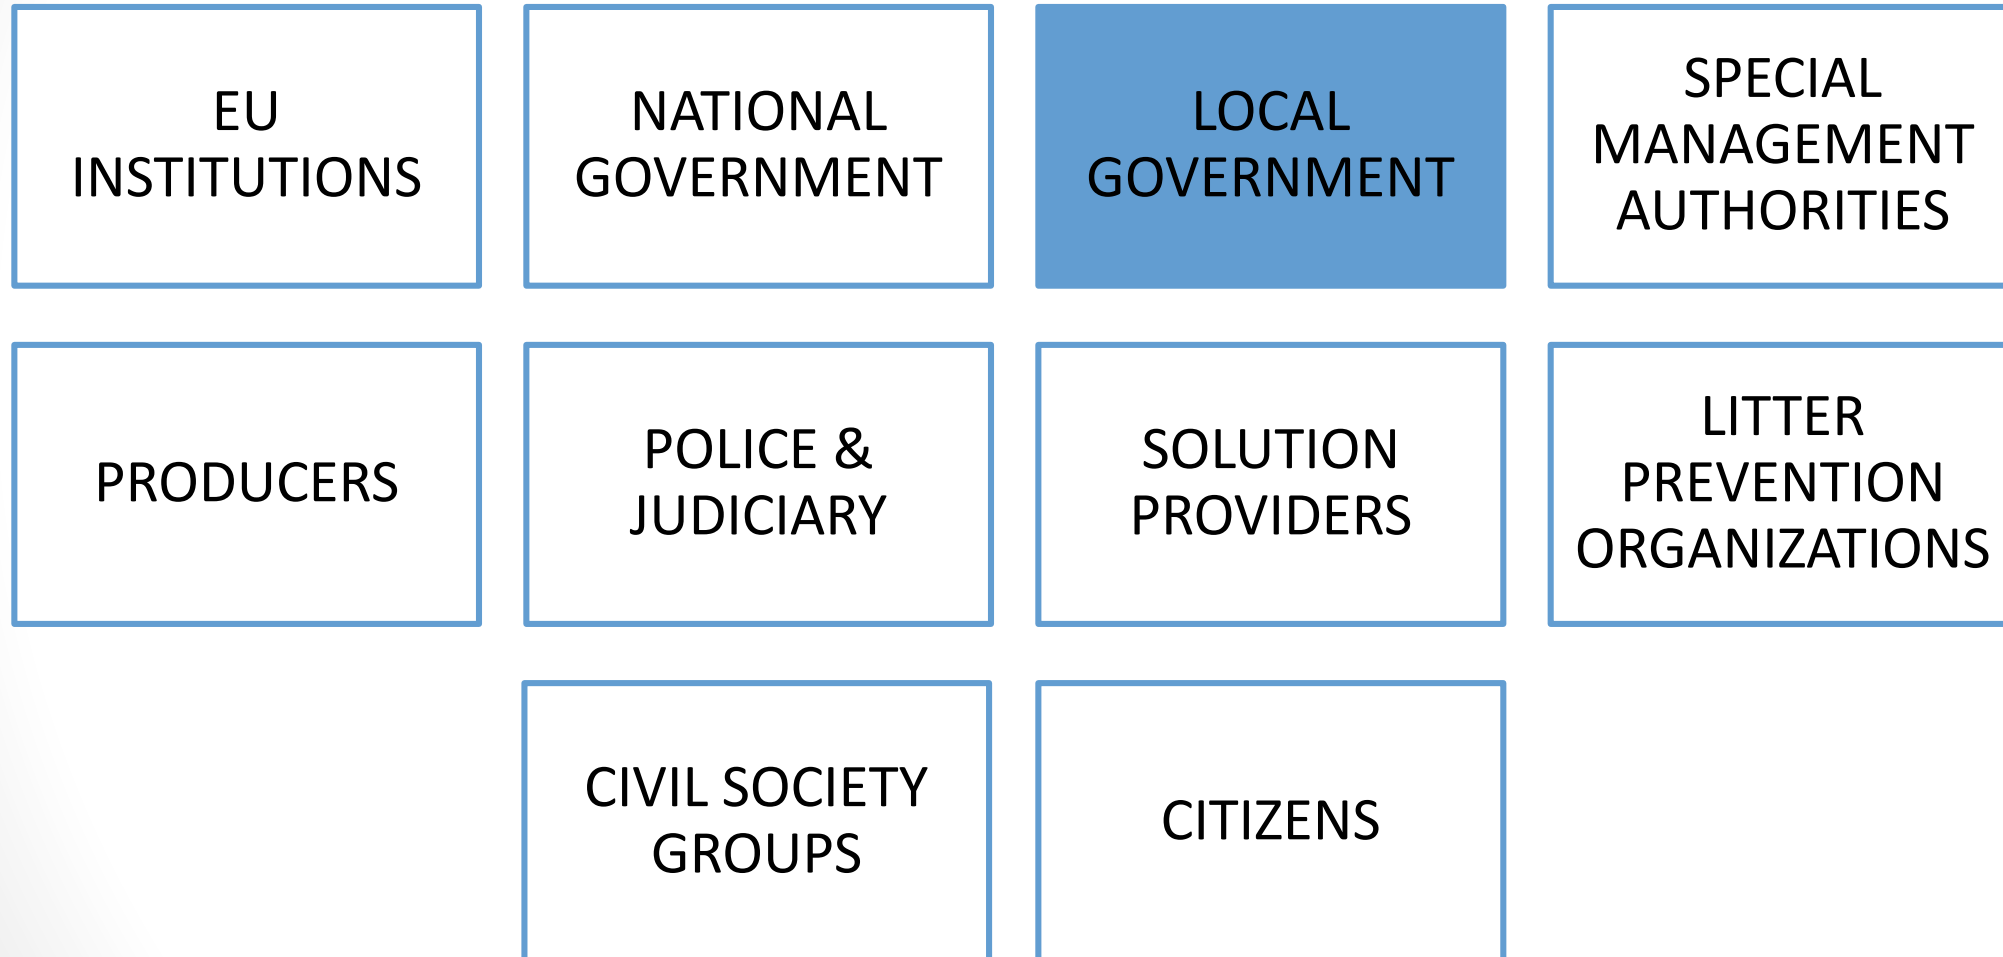 EU
INSTITUTIONS
NATIONAL
GOVERNMENT
LOCAL
GOVERNMENT
SPECIAL
MANAGEMENT
AUTHORITIES
PRODUCERS
POLICE &
JUDICIARY
SOLUTION
PROVIDERS
LITTER
PREVENTION
ORGANIZATIONS
CIVIL SOCIETY
GROUPS
CITIZENS